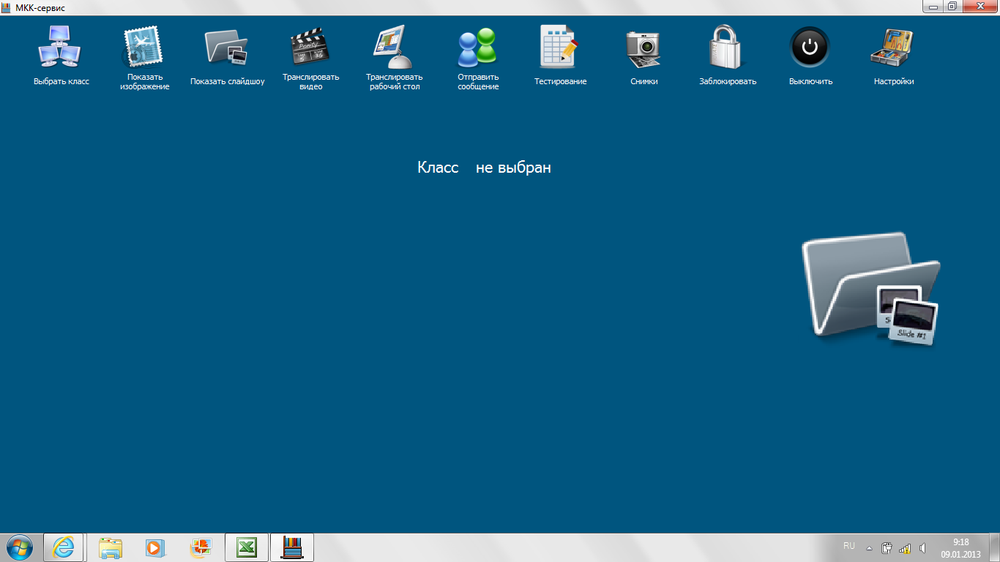 МКК-сервис
Выбрать класс
Показать
изображение
Показать слайдшоу
Транслировать
видео
Транслировать
рабочий стол
Отправить
сообщение
Тестирование
Снимки
Заблокировать
Выключить
Настройки
Класс не выбран
Slide #1
RU
9:18
09.01.2013